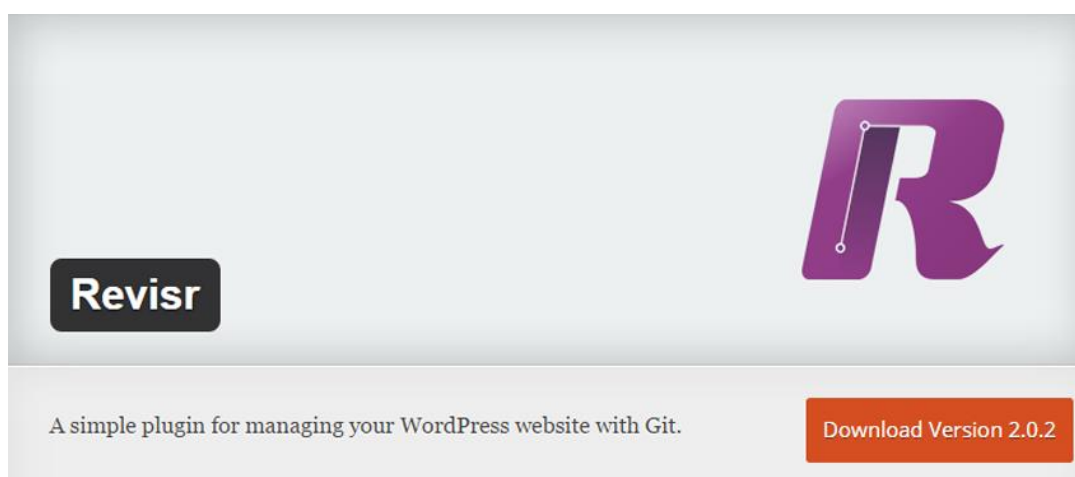 Revisr
A simple plugin for managing your WordPress website with Git.
Download Version 2.0.2